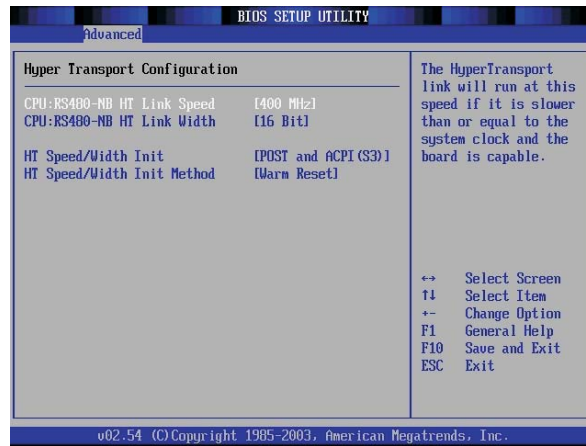 BIOS SETUP UTILITY
Advanced
Hyper Transport Configuration
CPU:RS480-NB HT Link Speed [400 MHz]
CPU:RS480-NB HT Link Width [16 Bit]
HT Speed/Width Init [POST and ACPI(S3)]
HT Speed/Width Init Method [Warm Reset]
The HyperTransport
link will run at this
speed if it is slower
than or equal to the
system clock and the
board is capable.
↔ Select Screen
↑↓ Select Item
+- Change Option
F1 General Help
F10 Save and Exit
ESC Exit
v02.54 (C)Copyright 1985-2003, American Megatrends, Inc.